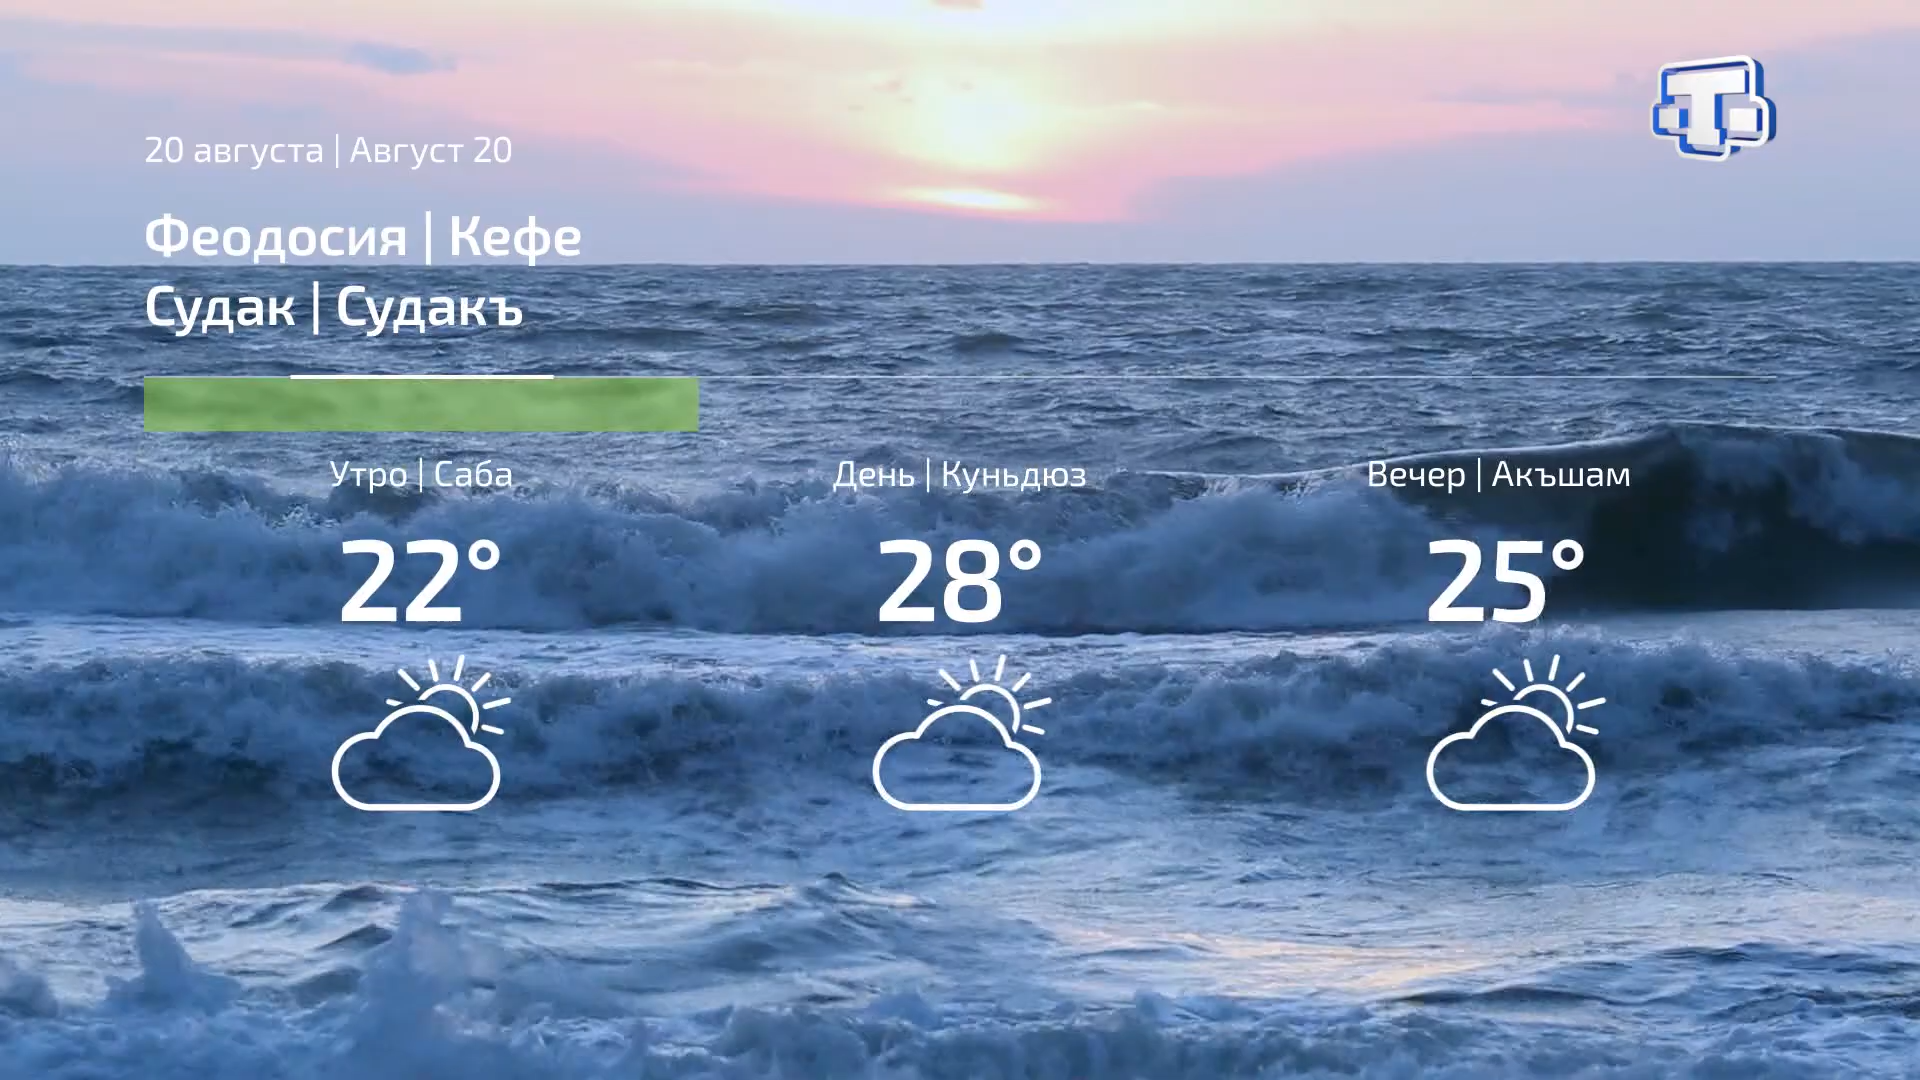 20 августа | Август 20
Феодосия | Кефе
Судак | Судакъ
Утро | Саба
День | Куньдюз
Вечер | Акъшам
22°
28°
25°